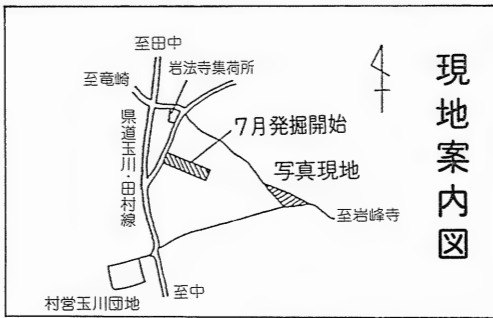 現地案内図
至田中
岩法寺集荷所
至竜崎
県道玉川・田村線
7月発掘開始
写真現地
至岩峰寺
至中
村営玉川団地